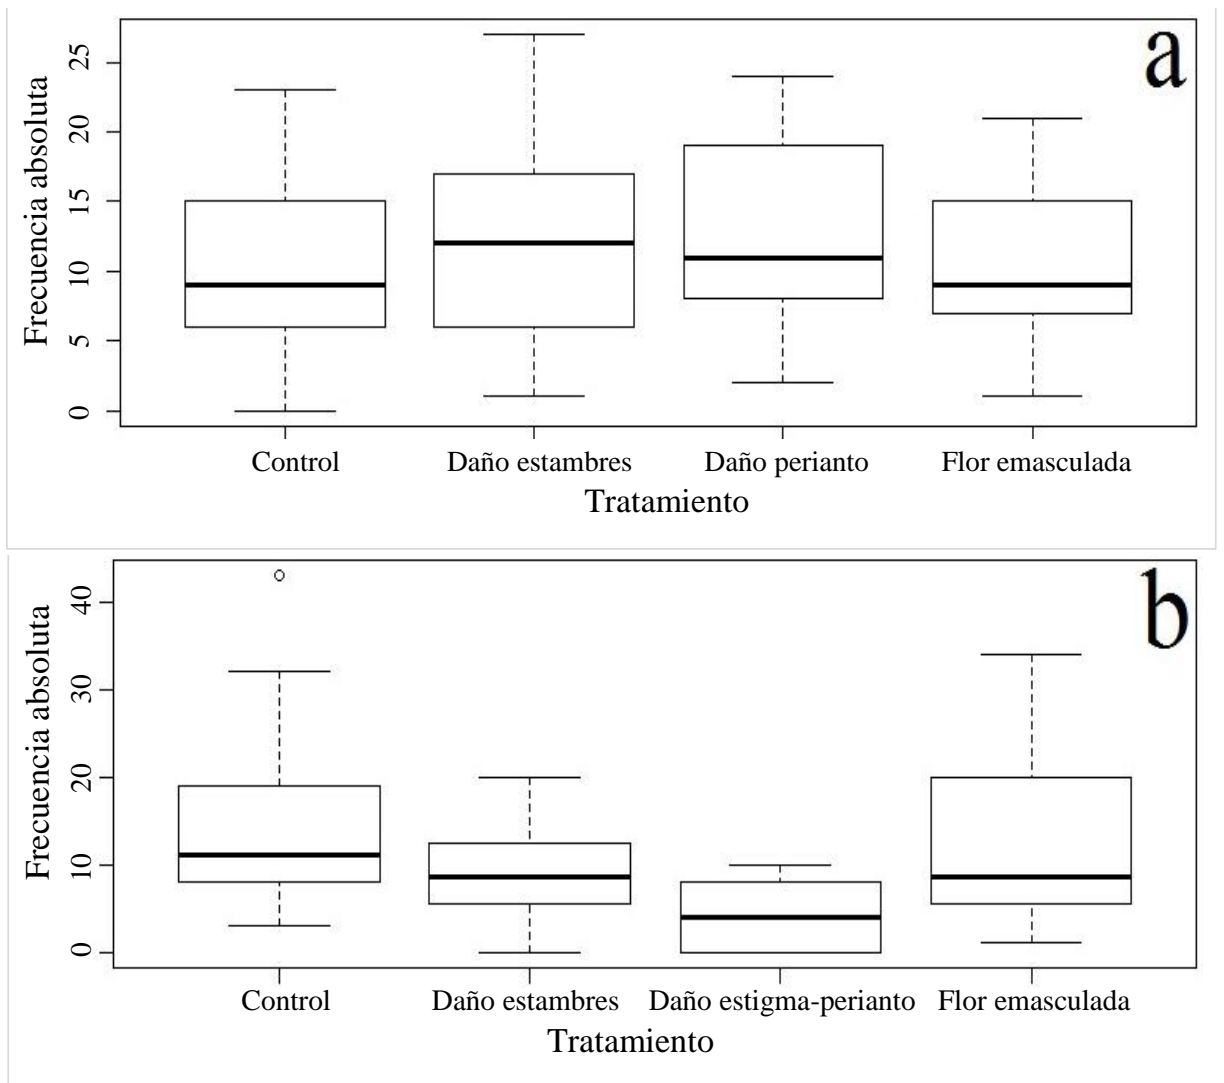 a
Frecuencia absoluta
25
20
15
10
5
0
Control Daño estambres Daño perianto Flor emasculada
Tratamiento
b
Frecuencia absoluta
40
30
20
10
0
Control Daño estambres Daño estigma-perianto Flor emasculada
Tratamiento